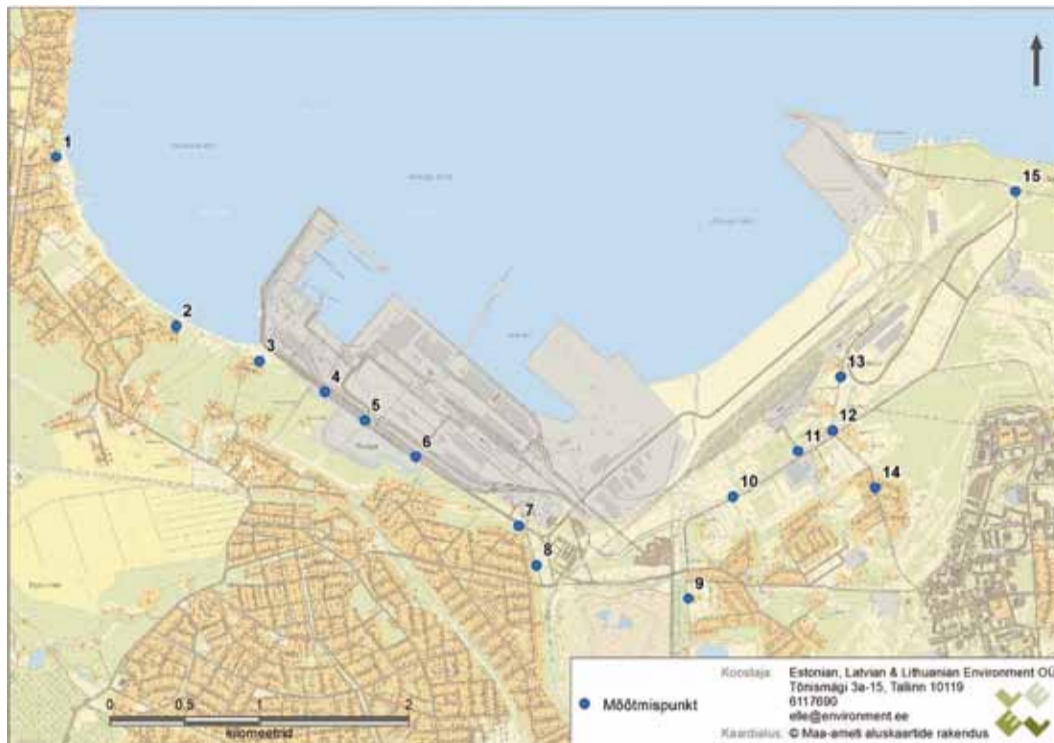 1
15
2
3
13
4
5
12
6
11
14
10
7
8
9
Koostaja: Estonian, Latvian & Lithuanian Environment OÜ
Tõnismägi 3a-15, Tallinn 10119
6117690
elle@environment.ee
Mõõtmispunkt
Kaardialus: © Maa-ameti aluskaartide rakendus
0 0.5 1 2
kilomeetrid